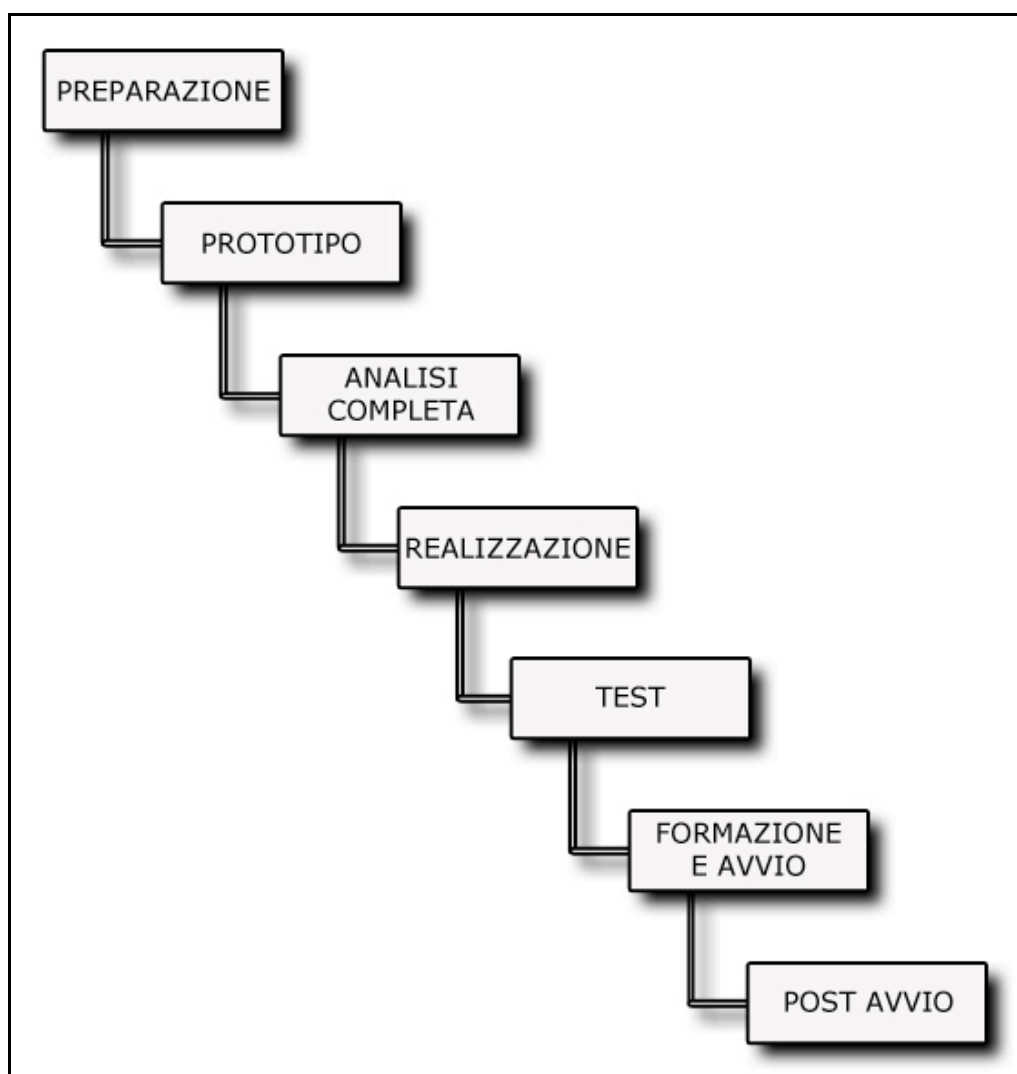 PREPARAZIONE
PROTOTIPO
ANALISI
COMPLETA
REALIZZAZIONE
TEST
FORMAZIONE
E AVVIO
POST AVVIO